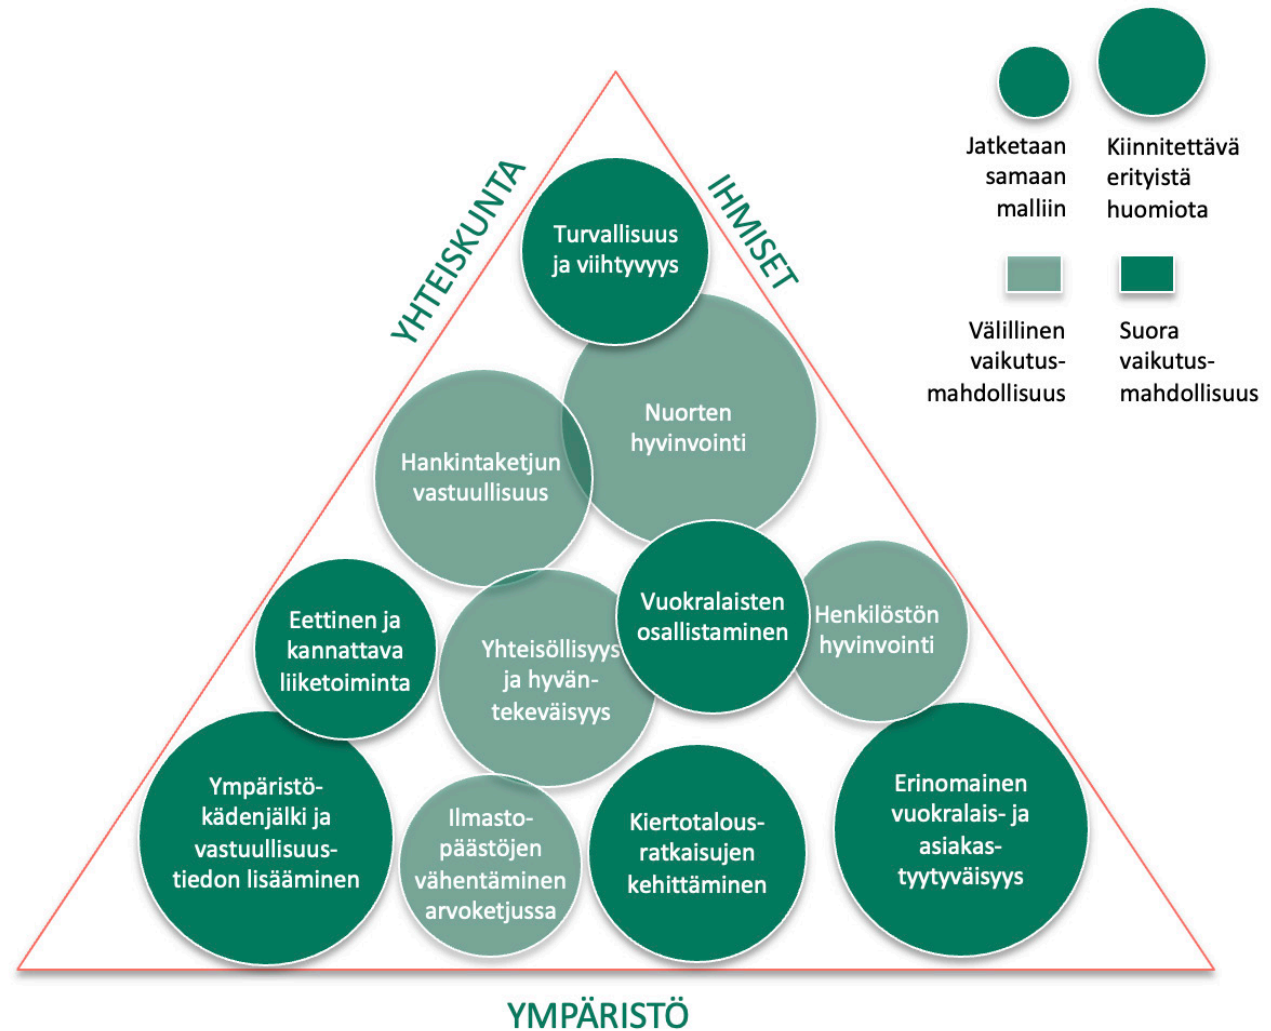 Jatketaan
samaan
malliin
Kiinnitettävä
erityistä
huomiota
Välillinen
vaikutus-
mahdollisuus
Suora
vaikutus-
mahdollisuus
YHTEISKUNTA
IHMISET
Turvallisuus
ja viihtyvyys
Nuorten
hyvinvointi
Hankintaketjun
vastuullisuus
Eettinen ja
kannattava
liiketoiminta
Yhteisöllisyys
ja hyvän-
tekeväisyys
Vuokralaisten
osallistaminen
Henkilöstön
hyvinvointi
Ympäristö-
kädenjälki ja
vastuullisuus-
tiedon lisääminen
Ilmasto-
päästöjen
vähentäminen
arvoketjussa
Kiertotalous-
ratkaisujen
kehittäminen
Erinomainen
vuokralais- ja
asiakas-
tyytyväisyys
YMPÄRISTÖ